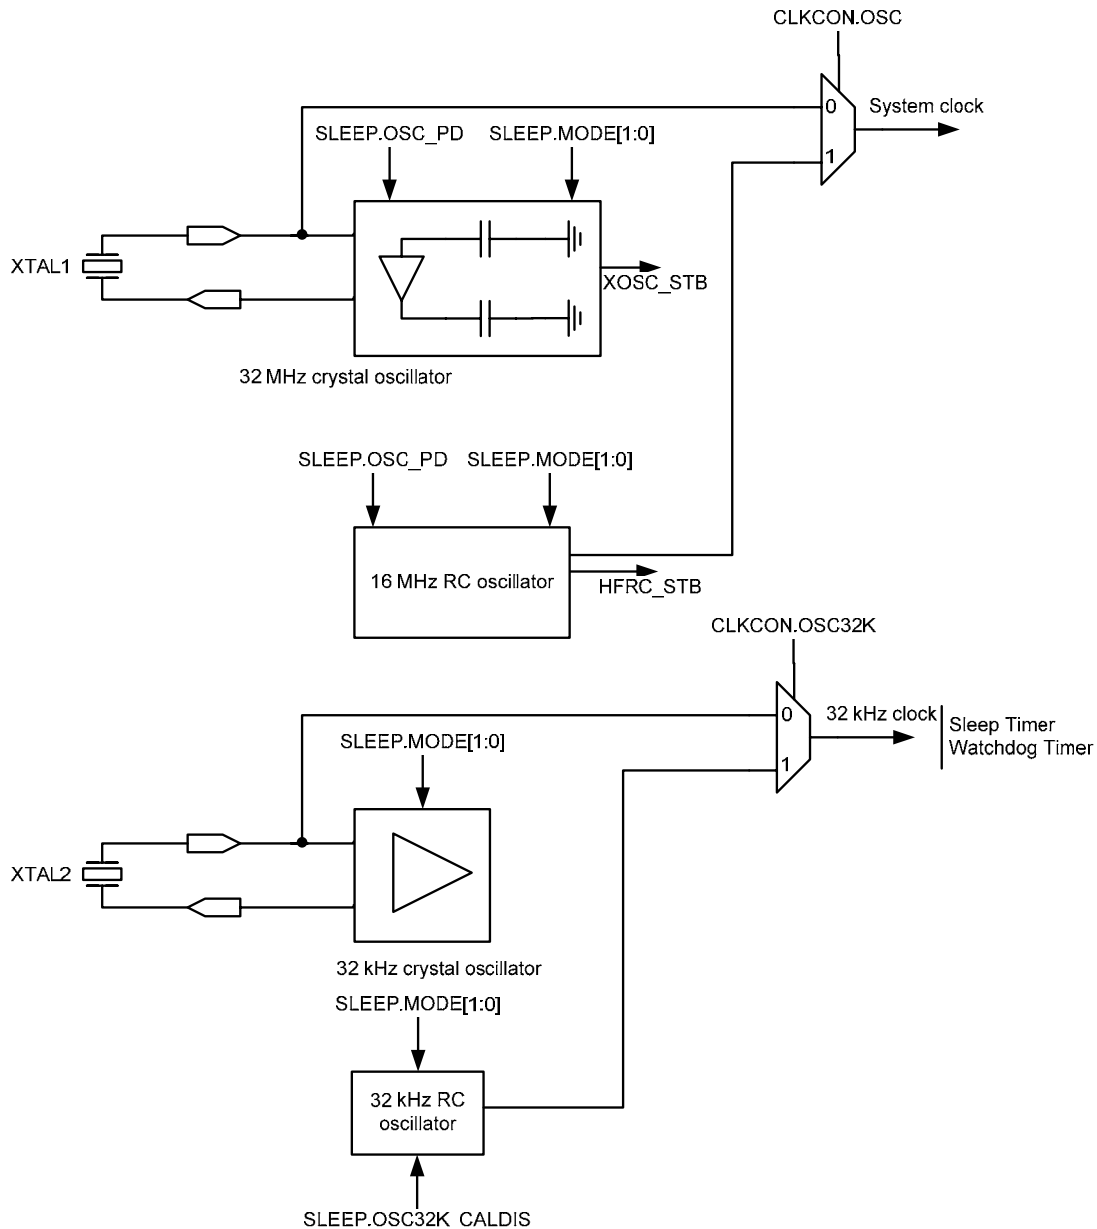 CLKCON.OSC
0
System clock
SLEEP.OSC_PD
SLEEP.MODE[1:0]
1
XTAL1
XOSC_STB
32 MHz crystal oscillator
SLEEP.OSC_PD
SLEEP.MODE[1:0]
16 MHz RC oscillator
HFRC_STB
CLKCON.OSC32K
0
32 kHz clock
Sleep Timer
Watchdog Timer
SLEEP.MODE[1:0]
1
XTAL2
32 kHz crystal oscillator
SLEEP.MODE[1:0]
32 kHz RC
oscillator
SLEEP.OSC32K CALDIS